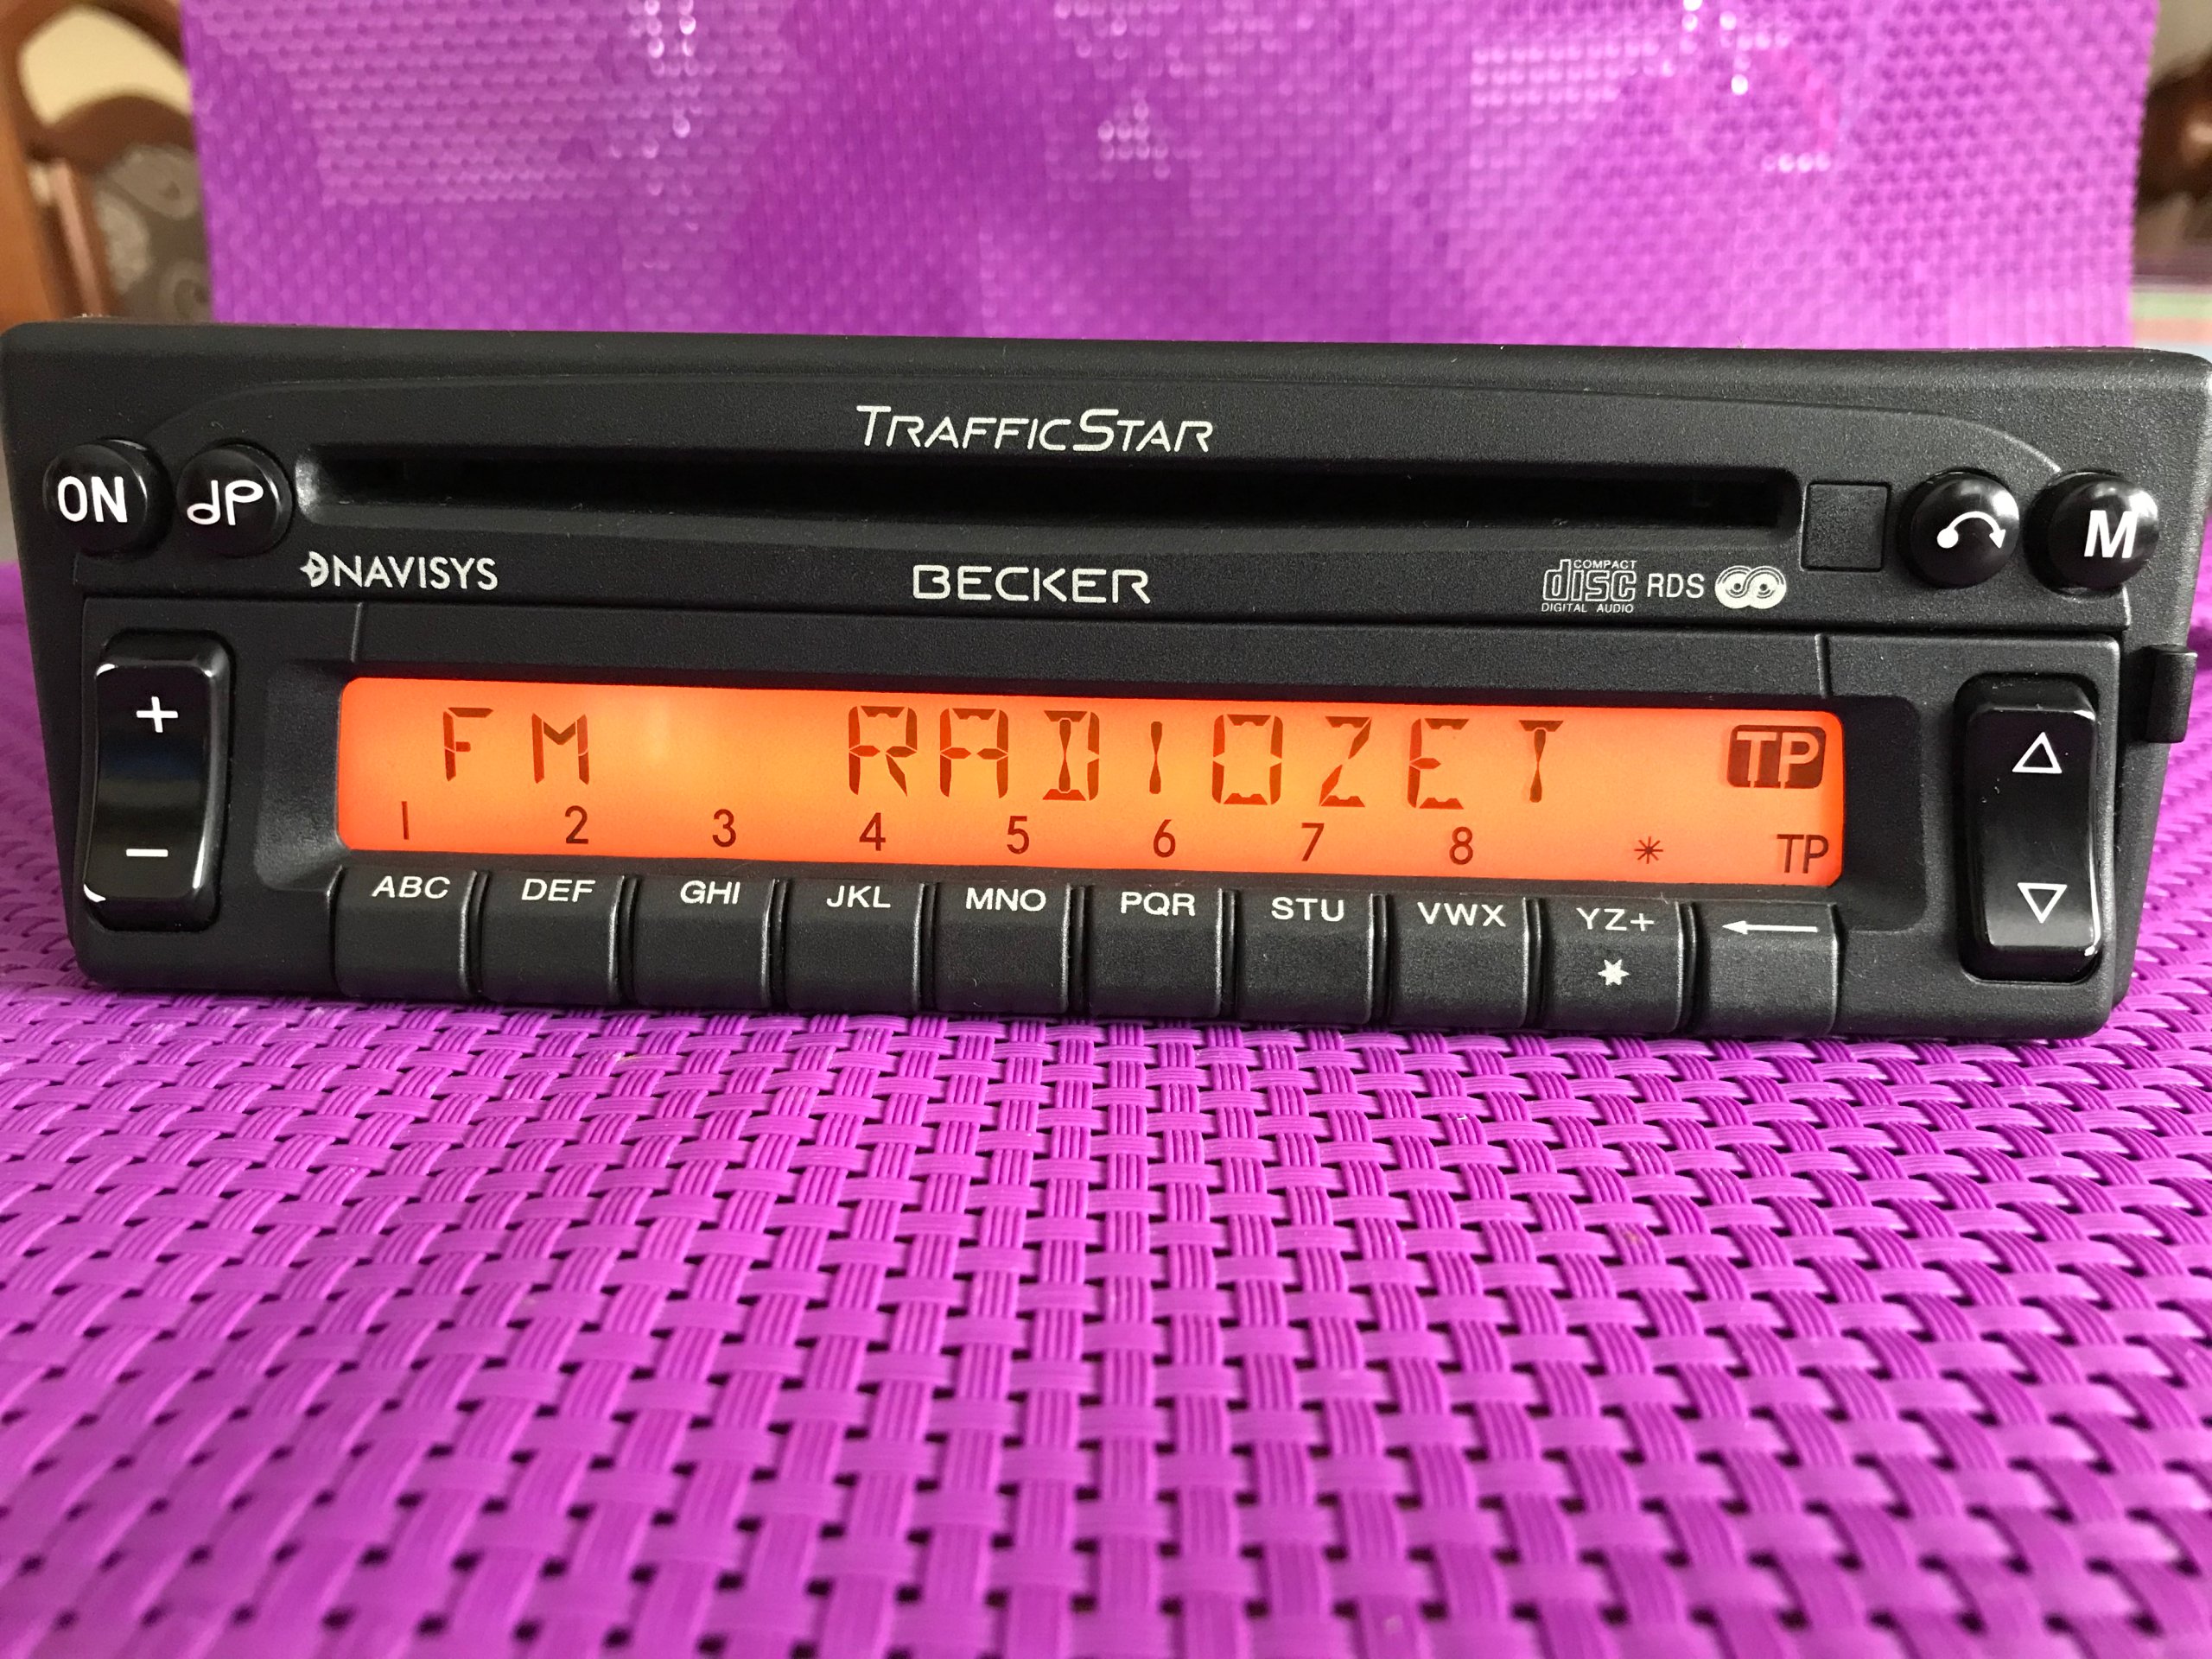 TRAFFICSTAR
ON
M
NAVISYS
BECKER
COMPACT
disc
DIGITAL AUDIO
RDS
+
−
FM RADIOZET TP
1 2 3 4 5 6 7 8 * TP
ABC DEF GHI JKL MNO PQR STU VWX YZ+